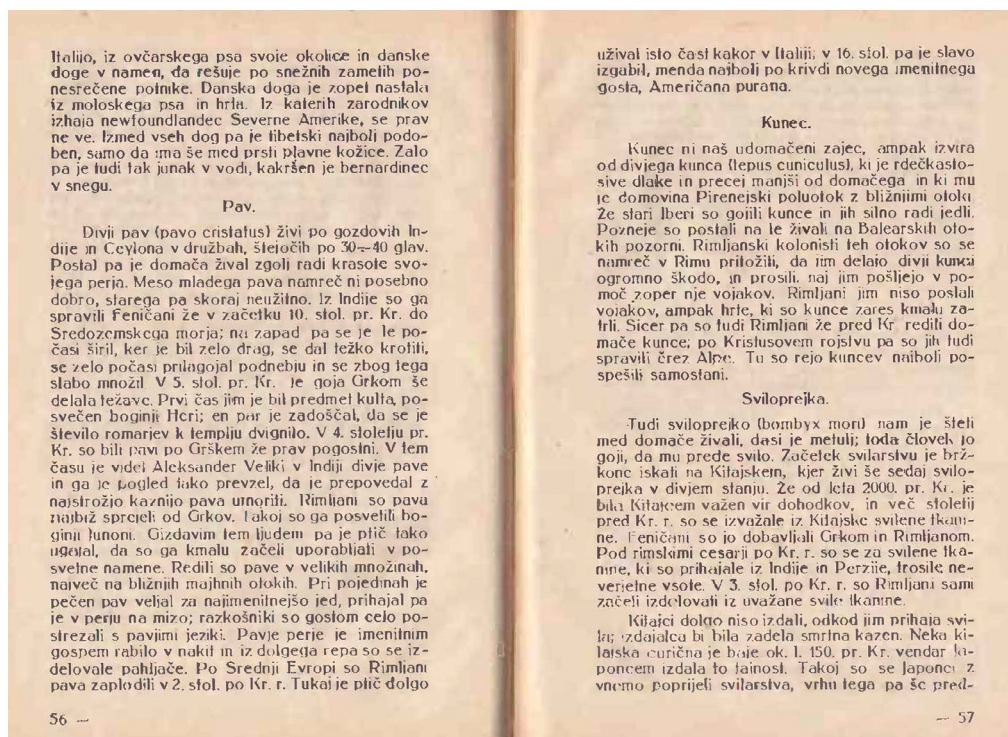 Italijo, iz ovčarskega psa svoje okolice in danske
doge v namen, da rešuje po snežnih zametih po-
nesrečene potnike. Danska doga je zopet nastala
iz moloskega psa in hrta. Iz katerih zarodnikov
izhaja newfoundlandec Severne Amerike, se prav
ne ve. Izmed vseh dog pa je tibetski najbolj podo-
ben, samo da ima še med prsti plavne kožice. Zato
pa je tudi tak junak v vodi, kakršen je bernardinec
v snegu.
Pav.
Divji pav (pavo cristatus) živi po gozdovih In-
dije in Ceylona v družbah, štejočih po 30—40 glav.
Postal pa je domača žival zgolj radi krasote svo-
jega perja. Meso mladega pava namreč ni posebno
dobro, starega pa skoraj neužitno. Iz Indije so ga
spravili Feničani že v začetku 10. stol. pr. Kr. do
Sredozemskega morja; na zapad pa se je le po-
časi širil, ker je bil zelo drag, se dal težko krotiti,
se zelo počasi prilagojal podnebju in se zbog tega
slabo množil V 5. stol. pr. Kr. je goja Grkom še
delala težave. Prvi čas jim je bil predmet kulta, po-
svečen boginji Heri; en par je zadoščal, da se je
število romarjev k templju dvignilo. V 4. stoletju pr.
Kr. so bili pavi po Grškem že prav pogostni. V tem
času je videl Aleksander Veliki v Indiji divje pave
in ga je pogled tako prevzel, da je prepovedal z
najstrožjo kaznijo pava umoriti. Rimljani so pava
najbrž sprejeli od Grkov. Takoj so ga posvetili bo-
ginji Junoni. Gizdavim tem ljudem pa je ptič tako
ugajal, da so ga kmalu začeli uporabljati v po-
svetne namene. Redili so pave v velikih množinah,
največ na bližnjih majhnih otokih. Pri pojedinah je
pečen pav veljal za najimenitnejšo jed, prihajal pa
je v perju na mizo; razkošniki so gostom celo po-
strezali s pavjimi jeziki. Pavje perje je imenitnim
gospem rabilo v nakit in iz dolgega repa so se iz-
delovale pahljače. Po Srednji Evropi so Rimljani
pava zaplodili v 2. stol. po Kr. r. Tukaj je ptič dolgo
56 —
užival isto čast kakor v Italiji; v 16. stol. pa je slavo
izgubil, menda najbolj po krivdi novega imenitnega
gosta, Američana purana.
Kunec.
Kunec ni naš udomačeni zajec, ampak izvira
od divjega kunca (lepus cuniculus), ki je rdečkasto-
sive dlake in precej manjši od domačega in ki mu
je domovina Pirenejski poluotok z bližnjimi otoki
Že stari Iberi so gojili kunce in jih silno radi jedli.
Pozneje so postali na te živali na Balearskih oto-
kih pozorni. Rimljanski kolonisti teh otokov so se
namreč v Rimu pritožili, da jim delajo divji kunci
ogromno škodo, in prosili, naj jim pošljejo v po-
moč zoper nje vojakov. Rimljani jim niso poslali
vojakov, ampak hrte, ki so kunce zares kmalu za-
trli. Sicer pa so tudi Rimljani že pred Kr. redili do-
mače kunce; po Kristusovem rojstvu pa so jih tudi
spravili črez Alpe. Tu so rejo kuncev najbolj po-
spešili samostani.
Sviloprejka.
Tudi sviloprejko (bombyx mori) nam je šteti
med domače živali, dasi je metulj; toda človek jo
goji, da mu prede svilo. Začetek svilarstvu je brž-
konc iskati na Kitajskem, kjer živi še sedaj svilo-
prejka v divjem stanju. Že od leta 2000. pr. Kr. je
bila Kitajcem važen vir dohodkov, in več stoletij
pred Kr. r. so se izvažale iz Kitajske svilene tkani-
ne. Feničani so jo dobavljali Grkom in Rimljanom.
Pod rimskimi cesarji po Kr. r. so se za svilene tka-
nine, ki so prihajale iz Indije in Perzije, trosile ne-
verjetne vsote. V 3. stol. po Kr. r. so Rimljani sami
začeli izdelovati iz uvažane svile tkanine.
Kitajci dolgo niso izdali, odkod jim prihaja svi-
la; izdajalca bi bila zadela smrtna kazen. Neka ki-
tajska curična je baje ok. l. 150. pr. Kr. vendar Ja-
poncem izdala to tajnost. Takoj so se Japonci z
vnemo poprijeli svilarstva, vrhu tega pa še pred-
— 57